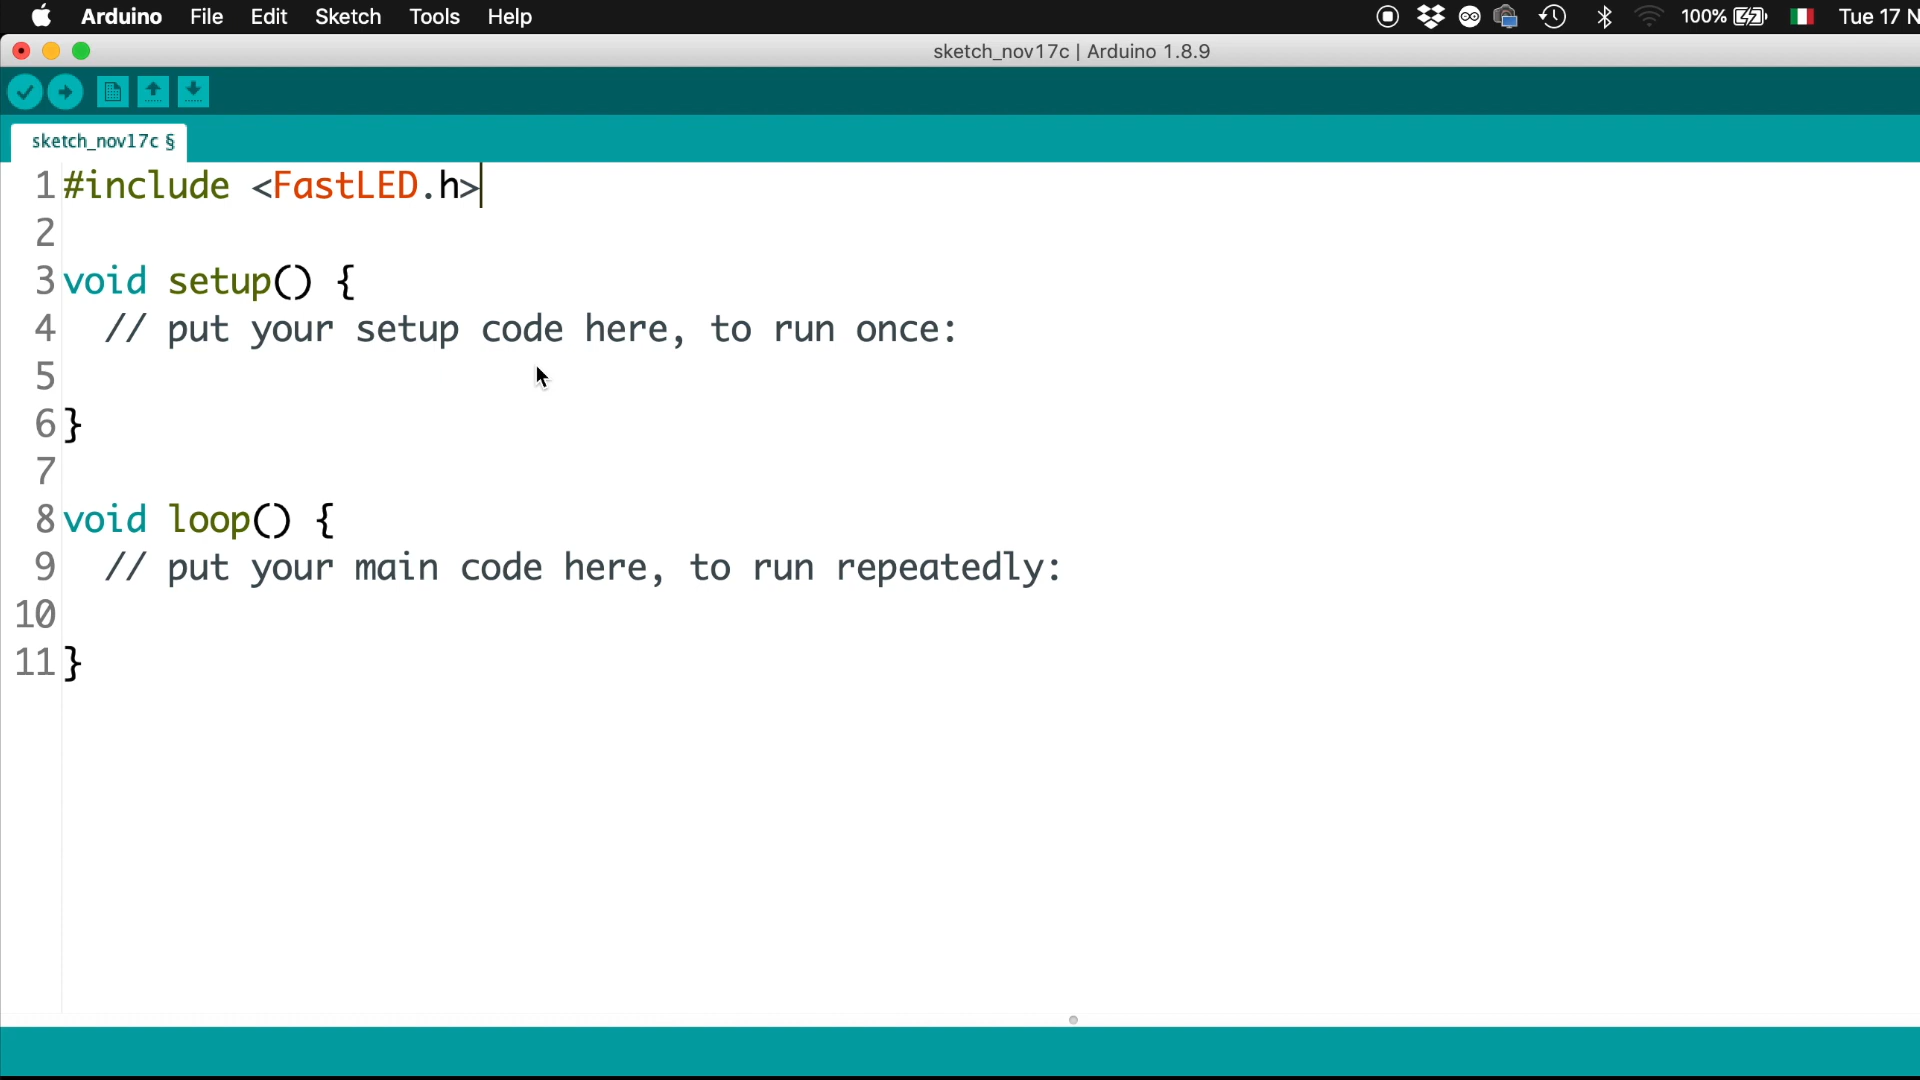 Arduino File Edit Sketch Tools Help 100% Tue 17 N
sketch_nov17c | Arduino 1.8.9
sketch_nov17c §
1 #include <FastLED.h>
2
3 void setup() {
4 // put your setup code here, to run once:
5
6 }
7
8 void loop() {
9 // put your main code here, to run repeatedly:
10
11 }